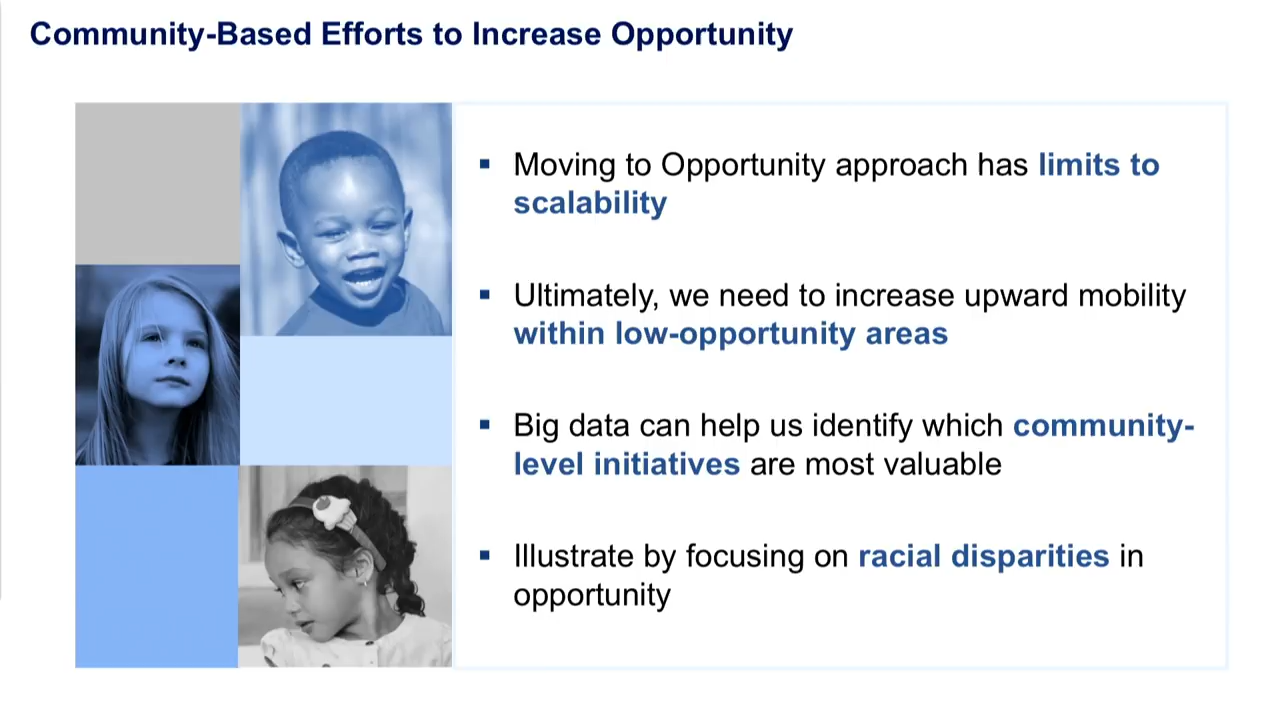 Community-Based Efforts to Increase Opportunity
▪ Moving to Opportunity approach has limits to
scalability
▪ Ultimately, we need to increase upward mobility
within low-opportunity areas
▪ Big data can help us identify which community-
level initiatives are most valuable
▪ Illustrate by focusing on racial disparities in
opportunity